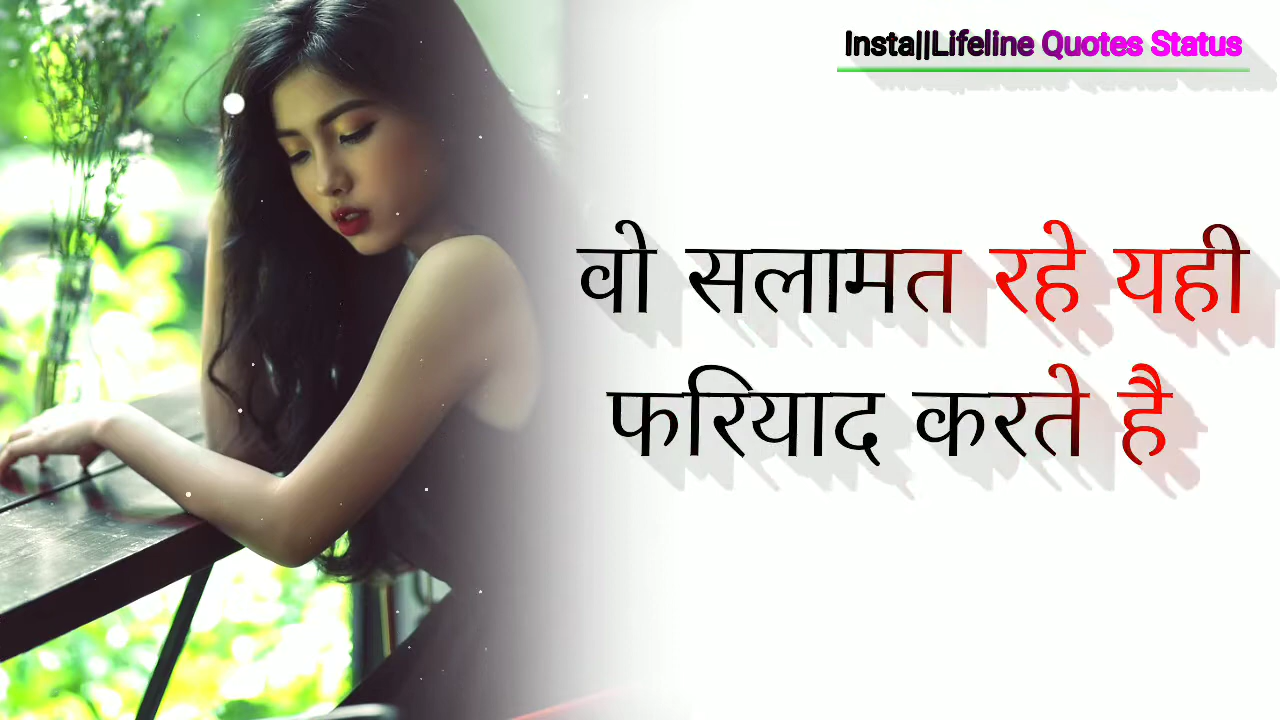 Insta||Lifeline Quotes Status
वो सलामत रहे यही
फरियाद करते है